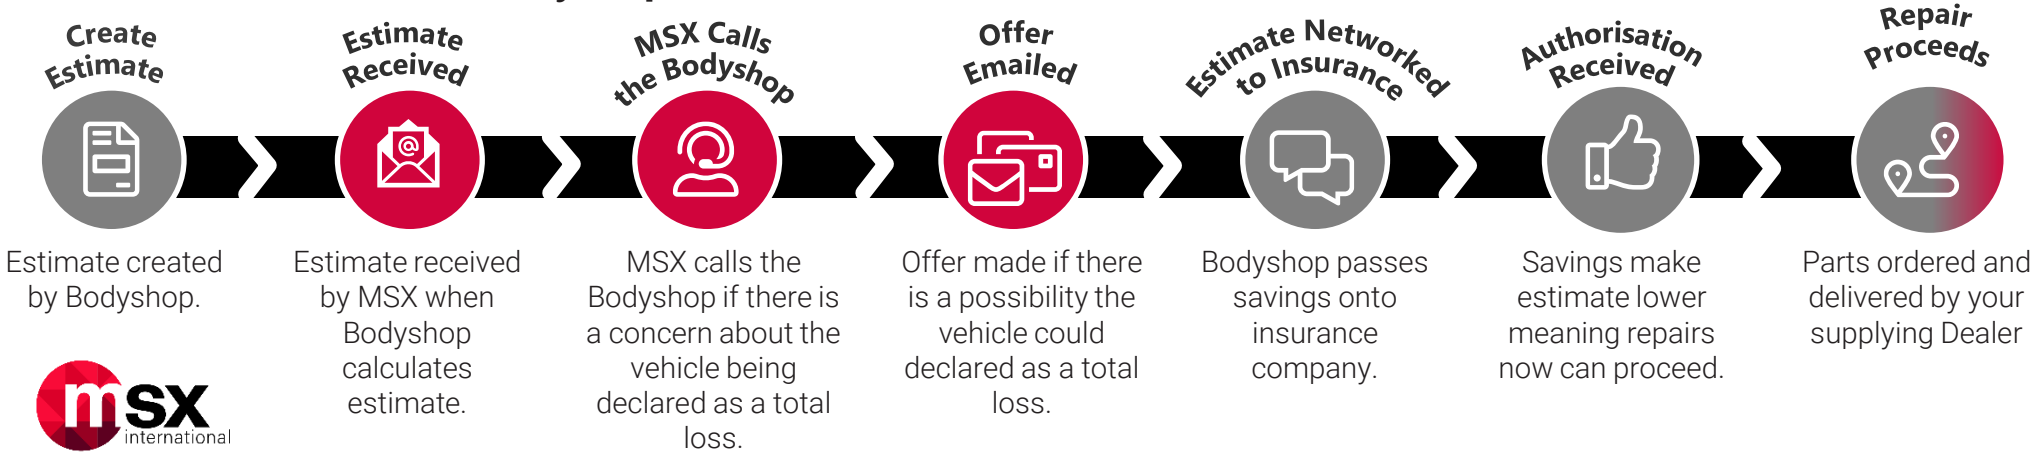 Create
Estimate
Estimate
Received
MSX Calls
the Bodyshop
Offer
Emailed
Estimate Networked
to Insurance
Authorisation
Received
Repair
Proceeds
@
Estimate created
by Bodyshop.
Estimate received
by MSX when
Bodyshop
calculates
estimate.
MSX calls the
Bodyshop if there is
a concern about the
vehicle being
declared as a total
loss.
Offer made if there
is a possibility the
vehicle could
declared as a total
loss.
Bodyshop passes
savings onto
insurance
company.
Savings make
estimate lower
meaning repairs
now can proceed.
Parts ordered and
delivered by your
supplying Dealer
msx
international